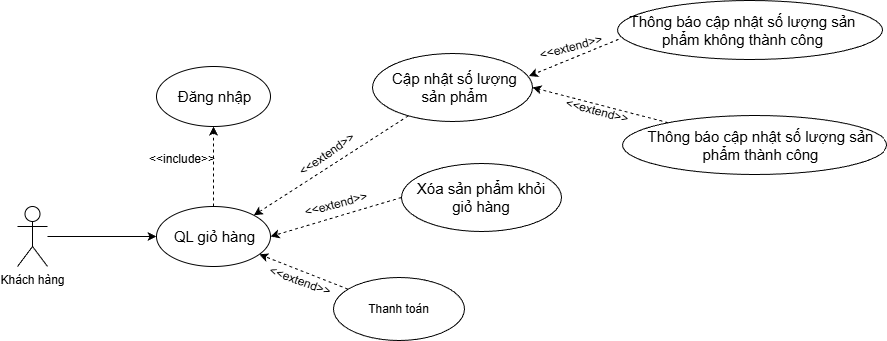 Thông báo cập nhật số lượng sản
phẩm không thành công
<<extend>>
Cập nhật số lượng
sản phẩm
Đăng nhập
<<extend>>
Thông báo cập nhật số lượng sản
phẩm thành công
<<include>>
<<extend>>
Xóa sản phẩm khỏi
giỏ hàng
<<extend>>
QL giỏ hàng
Khách hàng
<<extend>>
Thanh toán